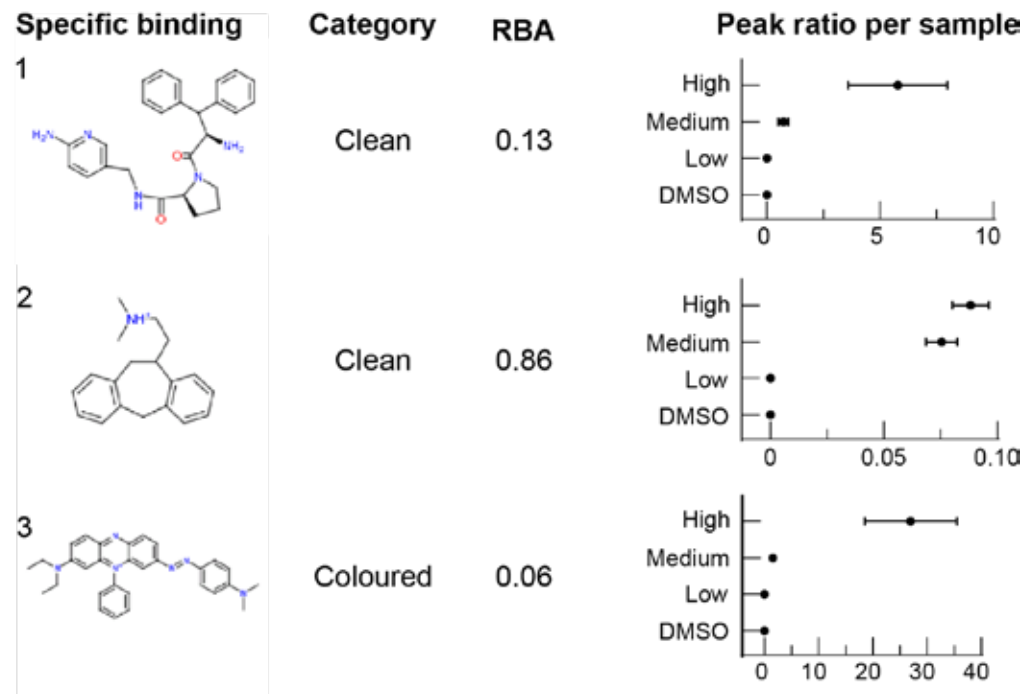 Specific binding Category RBA Peak ratio per sample
1
H₂N
N
NH₂
O
N
N
H
O
Clean 0.13
High
Medium
Low
DMSO
0 5 10
2
NH⁺
Clean 0.86
High
Medium
Low
DMSO
0 0.05 0.10
3
N
N
N
N
N
N
Coloured 0.06
High
Medium
Low
DMSO
0 10 20 30 40